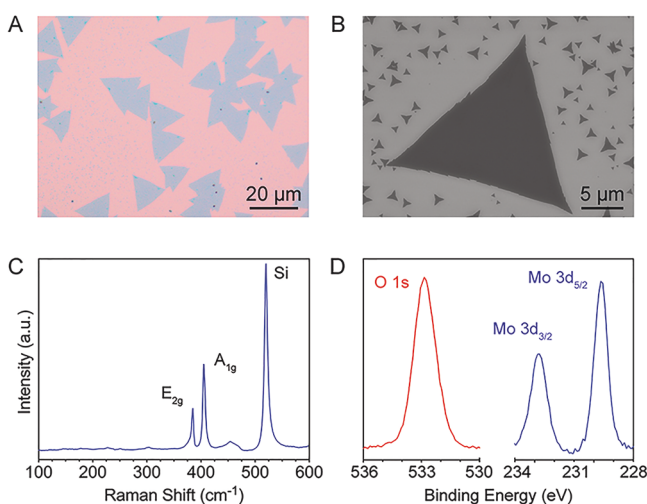 A
B
20 µm
5 µm
C
D
Si
A1g
E2g
Intensity (a.u.)
100 200 300 400 500 600
Raman Shift (cm-1)
O 1s
Mo 3d5/2
Mo 3d3/2
536 533 530
234 231 228
Binding Energy (eV)